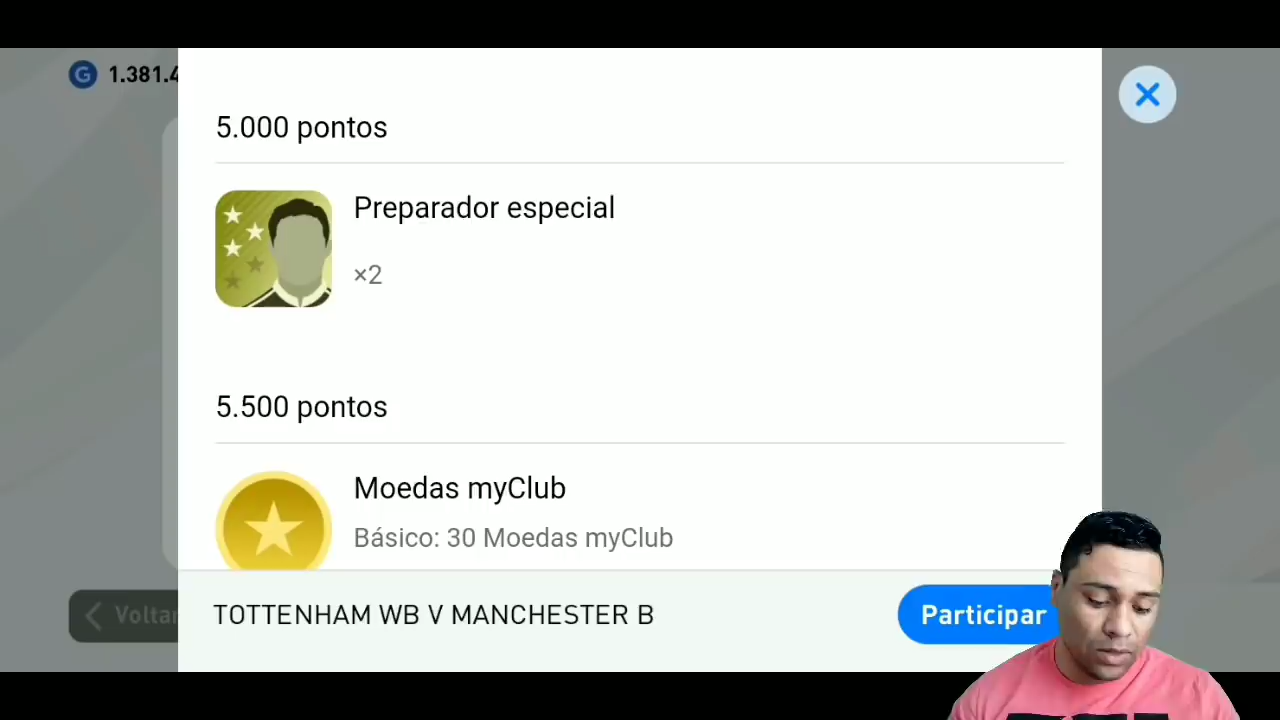 G 1.381.4
5.000 pontos
Preparador especial
×2
5.500 pontos
Moedas myClub
Básico: 30 Moedas myClub
Voltar
TOTTENHAM WB V MANCHESTER B
Participar